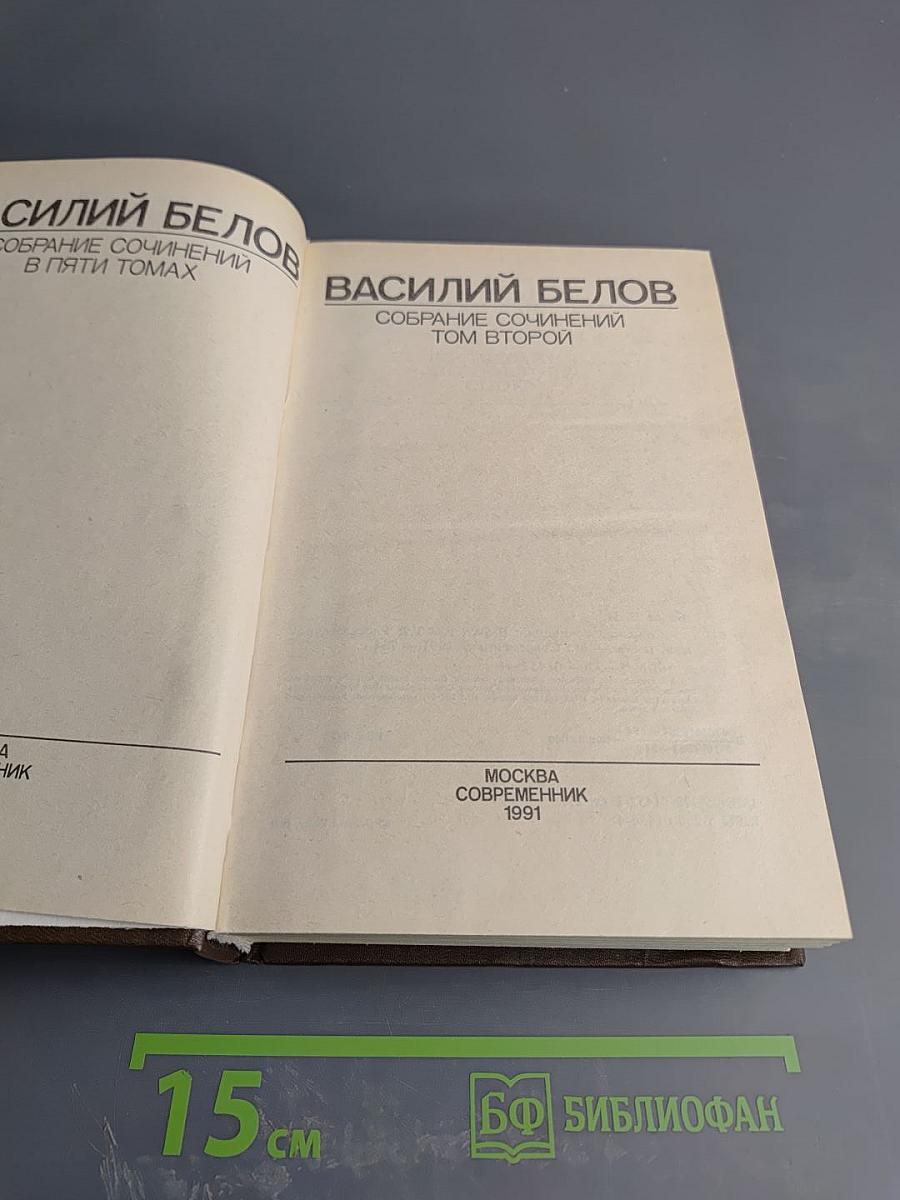 СИЛИЙ БЕЛОВ
СОБРАНИЕ СОЧИНЕНИЙ
В ПЯТИ ТОМАХ
ВАСИЛИЙ БЕЛОВ
СОБРАНИЕ СОЧИНЕНИЙ
ТОМ ВТОРОЙ
МОСКВА
СОВРЕМЕННИК
1991
15 см
БФ БИБЛИОФАН